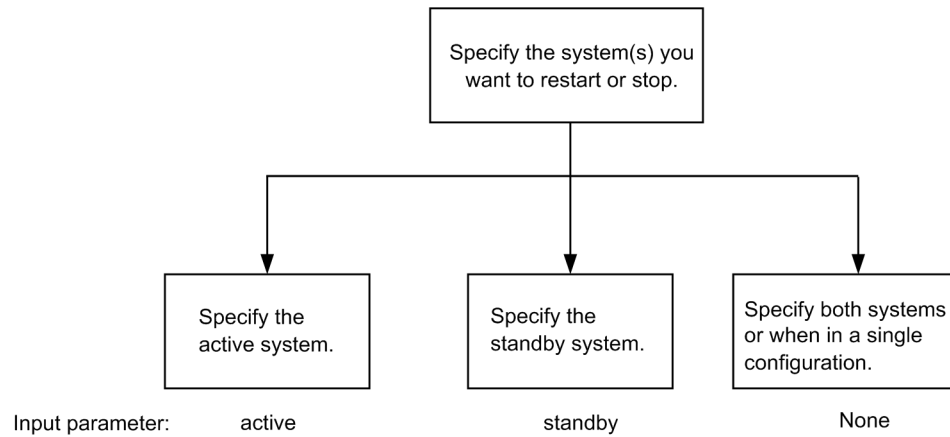 Specify the system(s) you
want to restart or stop.
Specify the
active system.
Specify the
standby system.
Specify both systems
or when in a single
configuration.
Input parameter:
active
standby
None